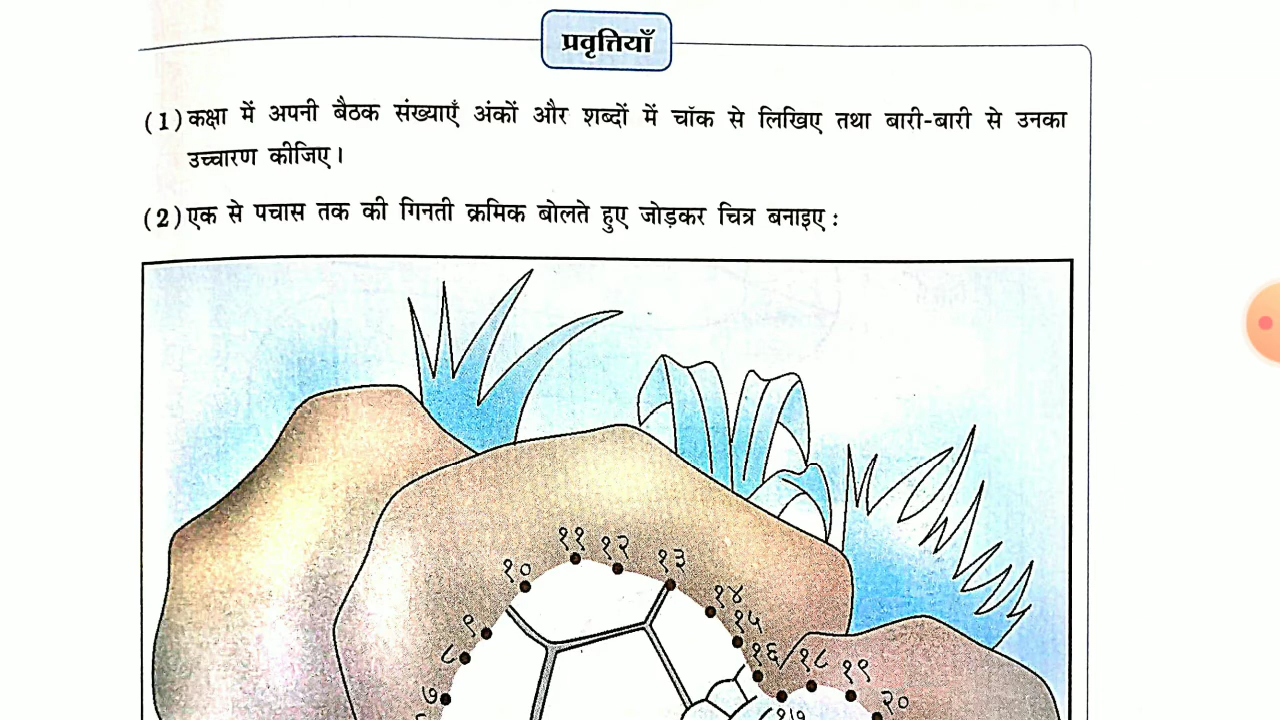 प्रवृत्तियाँ
(1) कक्षा में अपनी बैठक संख्याएँ अंकों और शब्दों में चॉक से लिखिए तथा बारी-बारी से उनका
उच्चारण कीजिए।
(2) एक से पचास तक की गिनती क्रमिक बोलते हुए जोड़कर चित्र बनाइए :
११ १२ १३
१०
१४
१५
९
१६ १८ १९
८
७ २०
१७